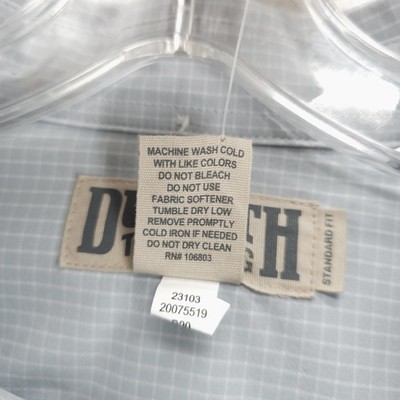 MACHINE WASH COLD
WITH LIKE COLORS
DO NOT BLEACH
DO NOT USE
FABRIC SOFTENER
TUMBLE DRY LOW
REMOVE PROMPTLY
COLD IRON IF NEEDED
DO NOT DRY CLEAN
RN# 106803
STANDARD FIT
23103
20075519